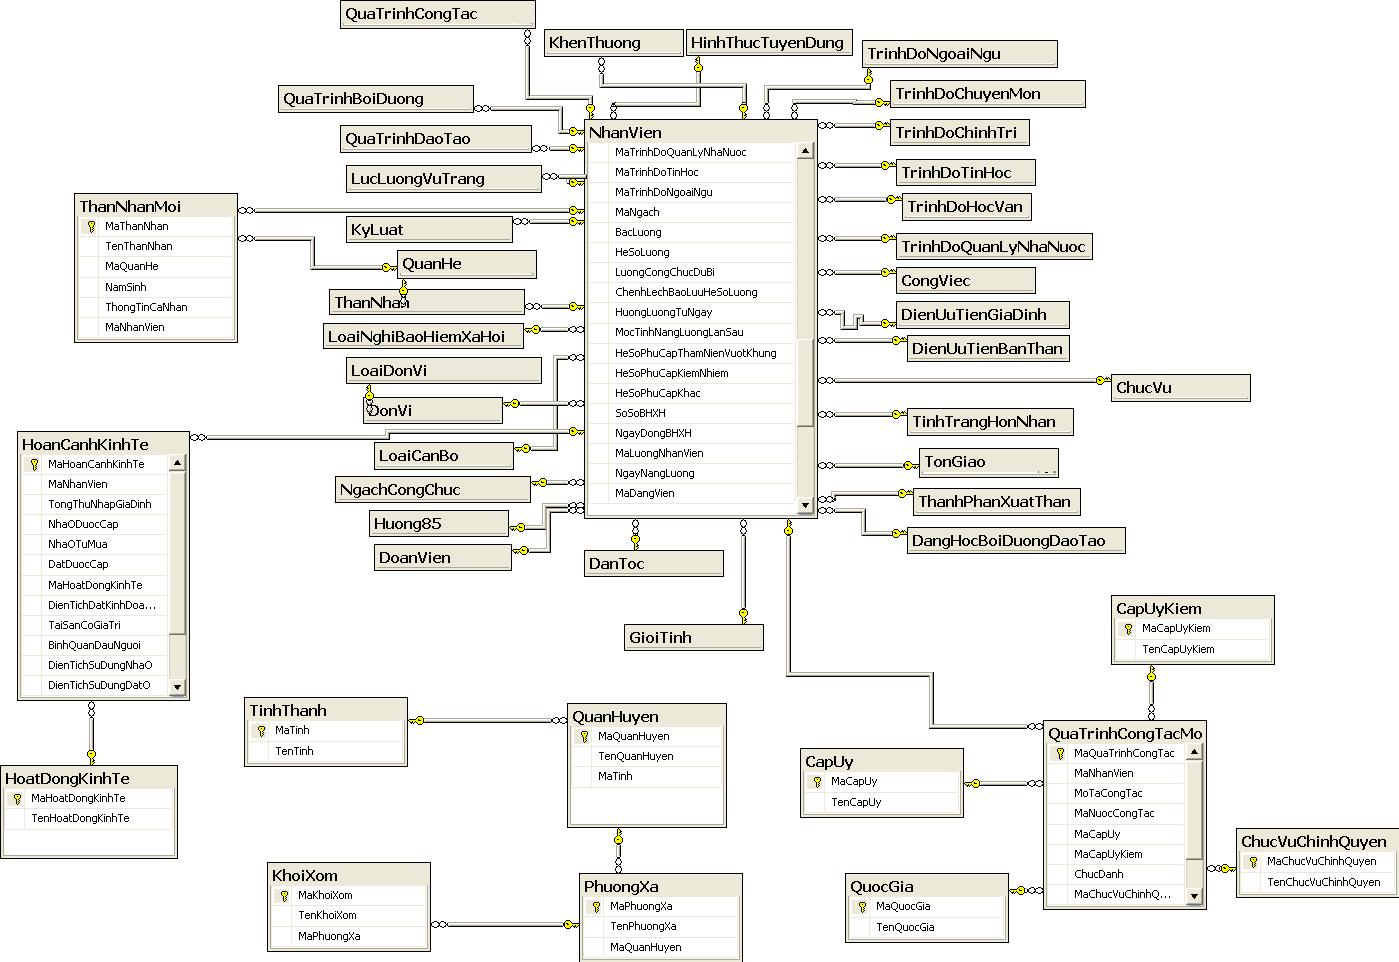 QuaTrinhCongTac
KhenThuong
HinhThucTuyenDung
TrinhDoNgoaiNgu
QuaTrinhBoiDuong
TrinhDoChuyenMon
QuaTrinhDaoTao
TrinhDoChinhTri
LucLuongVuTrang
TrinhDoTinHoc
KyLuat
TrinhDoHocVan
QuanHe
TrinhDoQuanLyNhaNuoc
ThanNhan
CongViec
LoaiNghiBaoHiemXaHoi
DienUuTienGiaDinh
LoaiDonVi
DienUuTienBanThan
DonVi
ChucVu
LoaiCanBo
TinhTrangHonNhan
NgachCongChuc
TonGiao
Huong85
ThanhPhanXuatThan
DoanVien
DangHocBoiDuongDaoTao
DanToc
GioiTinh
NhanVien
MaTrinhDoQuanLyNhaNuoc
MaTrinhDoTinHoc
MaTrinhDoNgoaiNgu
MaNgach
BacLuong
HeSoLuong
LuongCongChucDuBi
ChenhLechBaoLuuHeSoLuong
HuongLuongTuNgay
MocTinhNangLuongLanSau
HeSoPhuCapThamNienVuotKhung
HeSoPhuCapKiemNhiem
HeSoPhuCapKhac
SoSoBHXH
NgayDongBHXH
MaLuongNhanVien
NgayNangLuong
MaDangVien
ThanNhanMoi
MaThanNhan
TenThanNhan
MaQuanHe
NamSinh
ThongTinCaNhan
MaNhanVien
HoanCanhKinhTe
MaHoanCanhKinhTe
MaNhanVien
TongThuNhapGiaDinh
NhaODuocCap
NhaOTuMua
DatDuocCap
MaHoatDongKinhTe
DienTichDatKinhDoa...
TaiSanCoGiaTri
BinhQuanDauNguoi
DienTichSuDungNhaO
DienTichSuDungDatO
HoatDongKinhTe
MaHoatDongKinhTe
TenHoatDongKinhTe
TinhThanh
MaTinh
TenTinh
QuanHuyen
MaQuanHuyen
TenQuanHuyen
MaTinh
KhoiXom
MaKhoiXom
TenKhoiXom
MaPhuongXa
PhuongXa
MaPhuongXa
TenPhuongXa
MaQuanHuyen
CapUyKiem
MaCapUyKiem
TenCapUyKiem
CapUy
MaCapUy
TenCapUy
QuaTrinhCongTacMo
MaQuaTrinhCongTac
MaNhanVien
MoTaCongTac
MaNuocCongTac
MaCapUy
MaCapUyKiem
ChucDanh
MaChucVuChinhQ...
ChucVuChinhQuyen
MaChucVuChinhQuyen
TenChucVuChinhQuyen
QuocGia
MaQuocGia
TenQuocGia